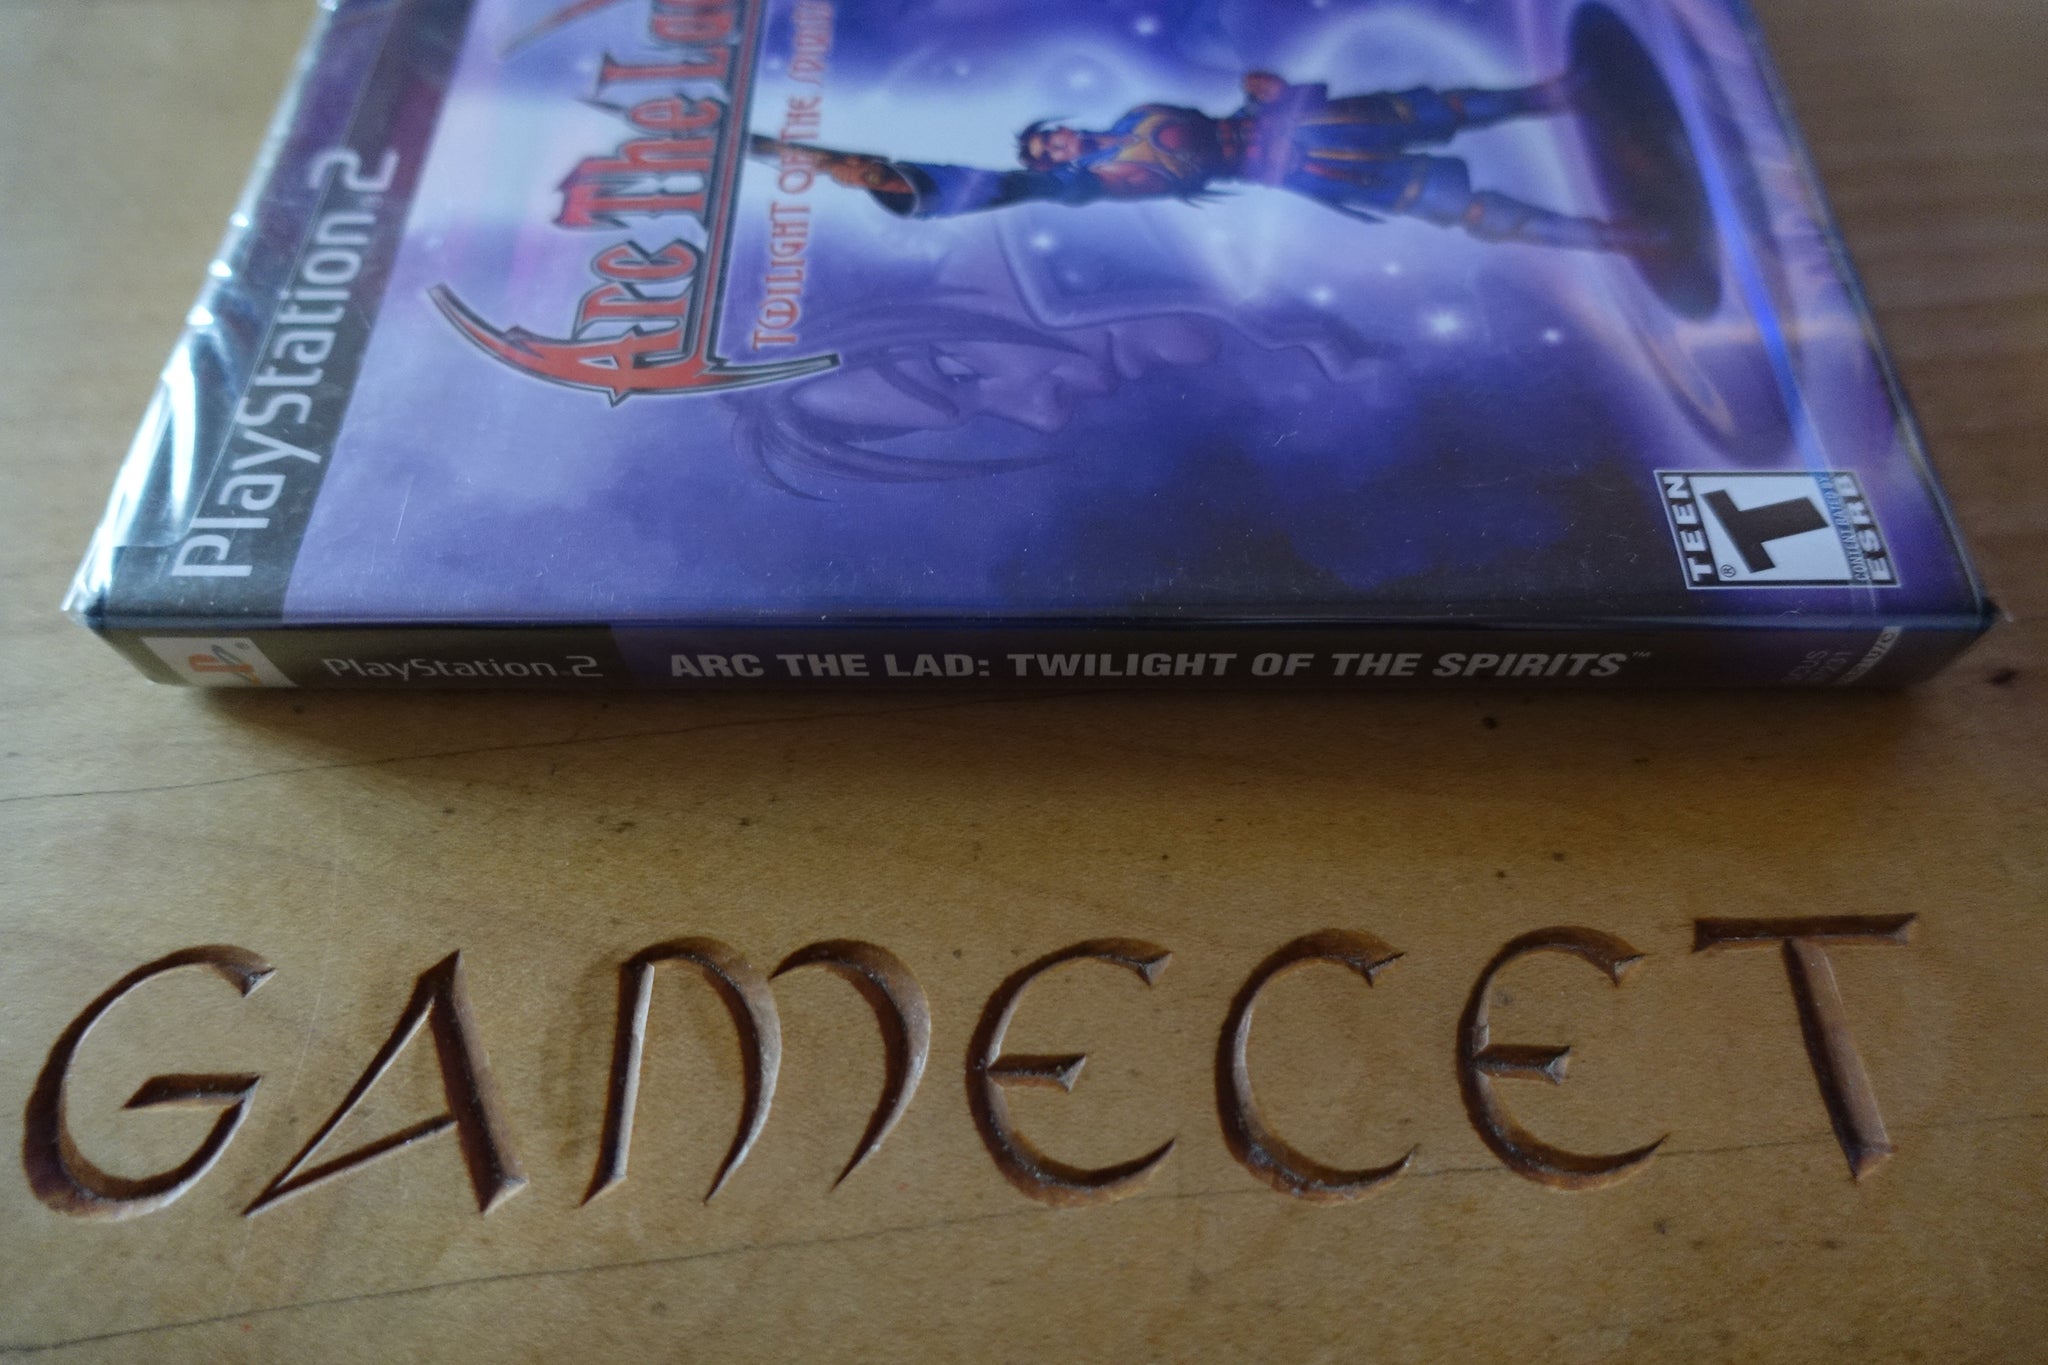 PlayStation.2
Arc The Lad
TWILIGHT OF THE SPIRITS
TEEN
T
®
CONTENT RATED BY
ESRB
PlayStation.2
ARC THE LAD: TWILIGHT OF THE SPIRITS™
GAMECET